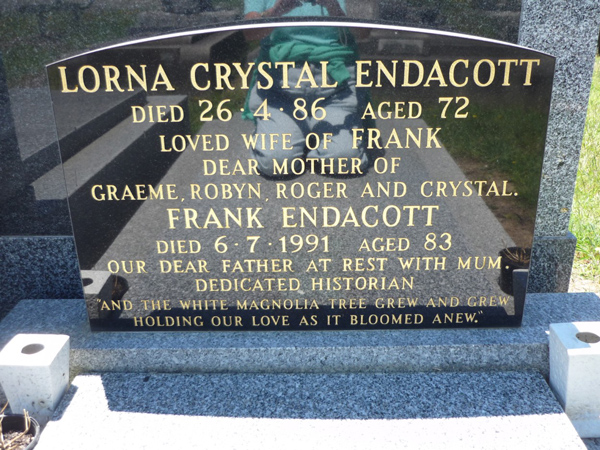 LORNA CRYSTAL ENDACOTT
DIED 26·4·86 AGED 72
LOVED WIFE OF FRANK
DEAR MOTHER OF
GRAEME, ROBYN, ROGER AND CRYSTAL.
FRANK ENDACOTT
DIED 6·7·1991 AGED 83
OUR DEAR FATHER AT REST WITH MUM.
DEDICATED HISTORIAN
"AND THE WHITE MAGNOLIA TREE GREW AND GREW
HOLDING OUR LOVE AS IT BLOOMED ANEW."